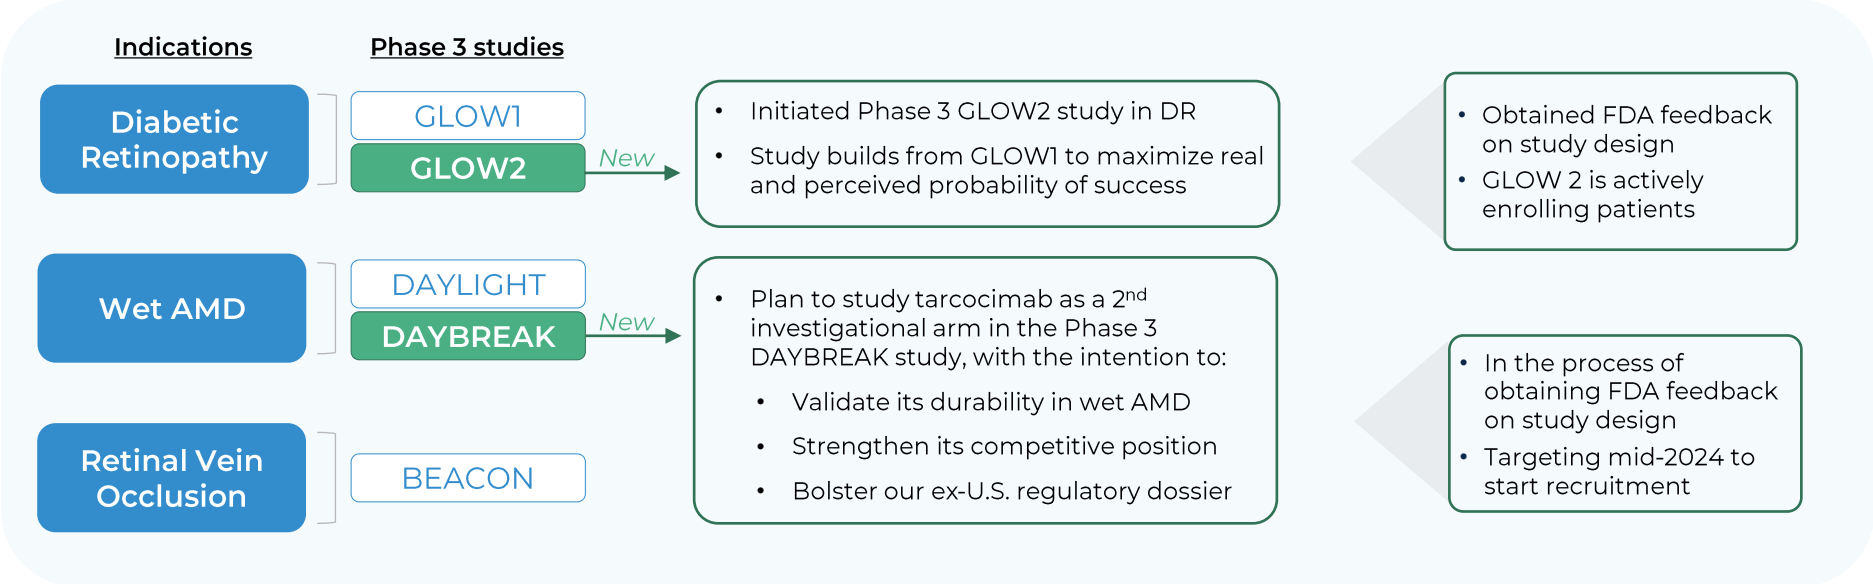 Indications
Phase 3 studies
Diabetic
Retinopathy
GLOW1
GLOW2
New
• Initiated Phase 3 GLOW2 study in DR
• Study builds from GLOW1 to maximize real
and perceived probability of success
• Obtained FDA feedback
on study design
• GLOW 2 is actively
enrolling patients
Wet AMD
DAYLIGHT
DAYBREAK
New
• Plan to study tarcocimab as a 2nd
investigational arm in the Phase 3
DAYBREAK study, with the intention to:
• Validate its durability in wet AMD
• Strengthen its competitive position
• Bolster our ex-U.S. regulatory dossier
• In the process of
obtaining FDA feedback
on study design
• Targeting mid-2024 to
start recruitment
Retinal Vein
Occlusion
BEACON